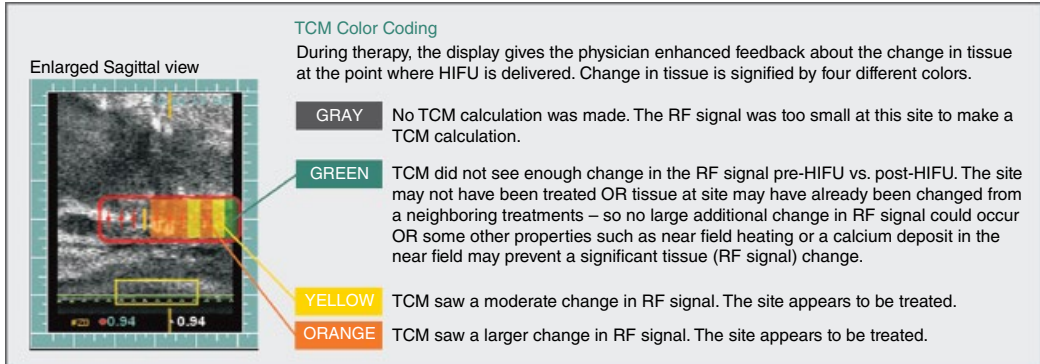 TCM Color Coding
During therapy, the display gives the physician enhanced feedback about the change in tissue
at the point where HIFU is delivered. Change in tissue is signified by four different colors.
Enlarged Sagittal view
GRAY No TCM calculation was made. The RF signal was too small at this site to make a
TCM calculation.
GREEN TCM did not see enough change in the RF signal pre-HIFU vs. post-HIFU. The site
may not have been treated OR tissue at site may have already been changed from
a neighboring treatments – so no large additional change in RF signal could occur
OR some other properties such as near field heating or a calcium deposit in the
near field may prevent a significant tissue (RF signal) change.
YELLOW TCM saw a moderate change in RF signal. The site appears to be treated.
ORANGE TCM saw a larger change in RF signal. The site appears to be treated.
0.94 0.94